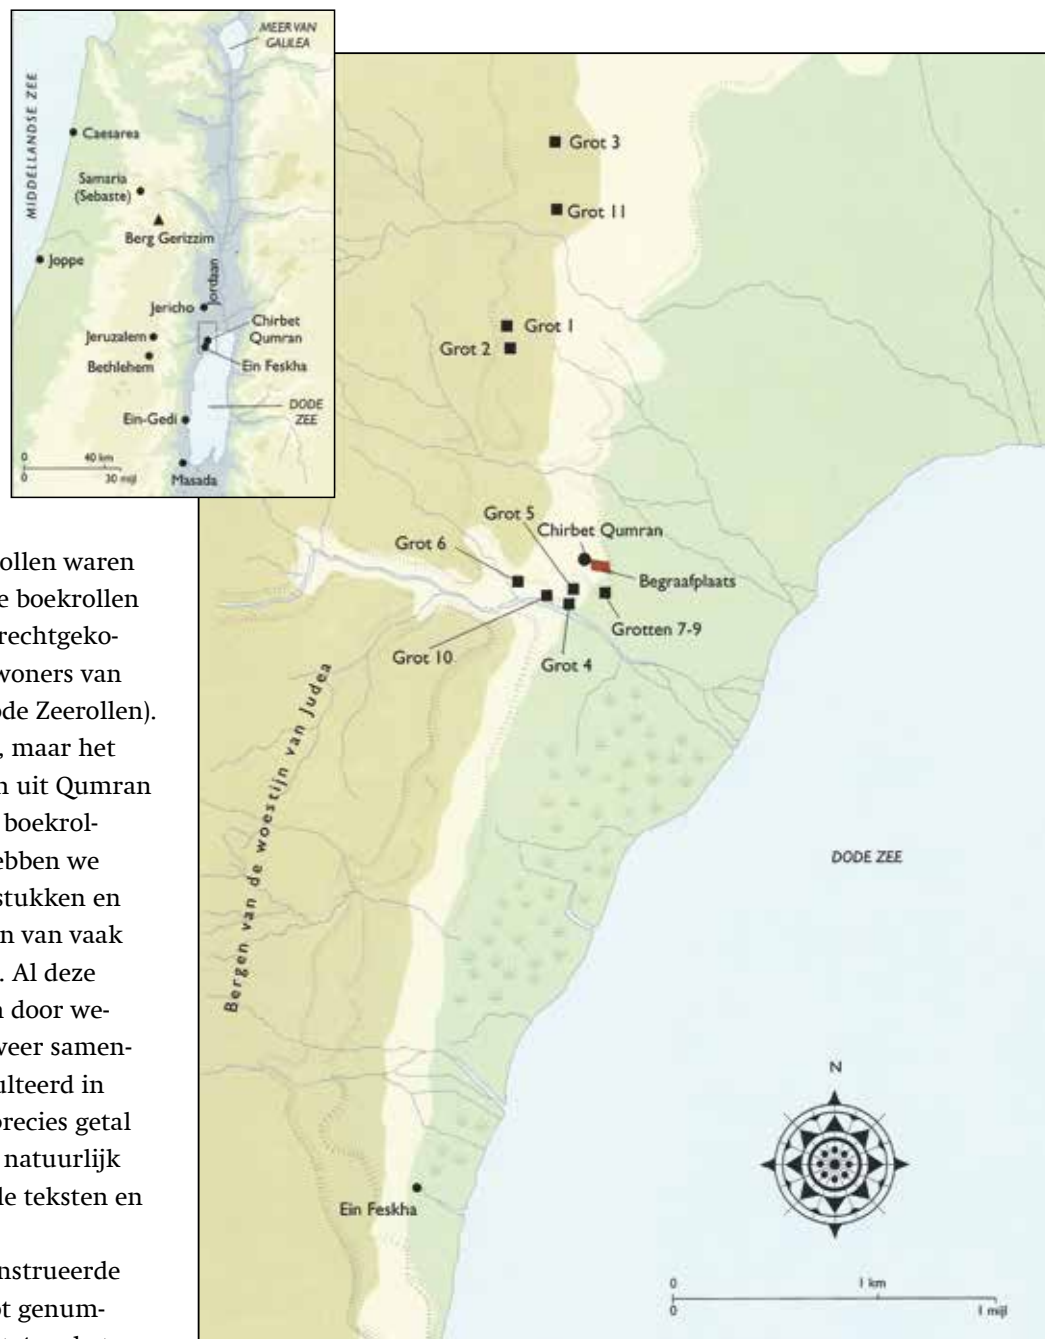 MEER VAN
GALILEA
MIDDELLANDSE ZEE
Caesarea
Samaria
(Sebaste)
Berg Gerizzim
Joppe
Jordaan
Jericho
Chirbet
Qumran
Jeruzalem
Bethlehem
Ein Feskha
DODE
ZEE
Ein-Gedi
0 40 km
0 30 mijl
Masada
Grot 3
Grot 11
Grot 1
Grot 2
Grot 5
Chirbet Qumran
Grot 6
Begraafplaats
Grotten 7-9
Grot 10
Grot 4
Bergen van de woestijn van Judea
DODE ZEE
N
Ein Feskha
0 1 km
0 1 mijl
ollen waren
e boekrollen
rechtgeko-
woners van
ode Zeerollen).
, maar het
n uit Qumran
boekrol-
ebben we
stukken en
n van vaak
. Al deze
n door we-
weer samen-
ulteerd in
precies getal
natuurlijk
le teksten en
nstrueerde
ot genum-